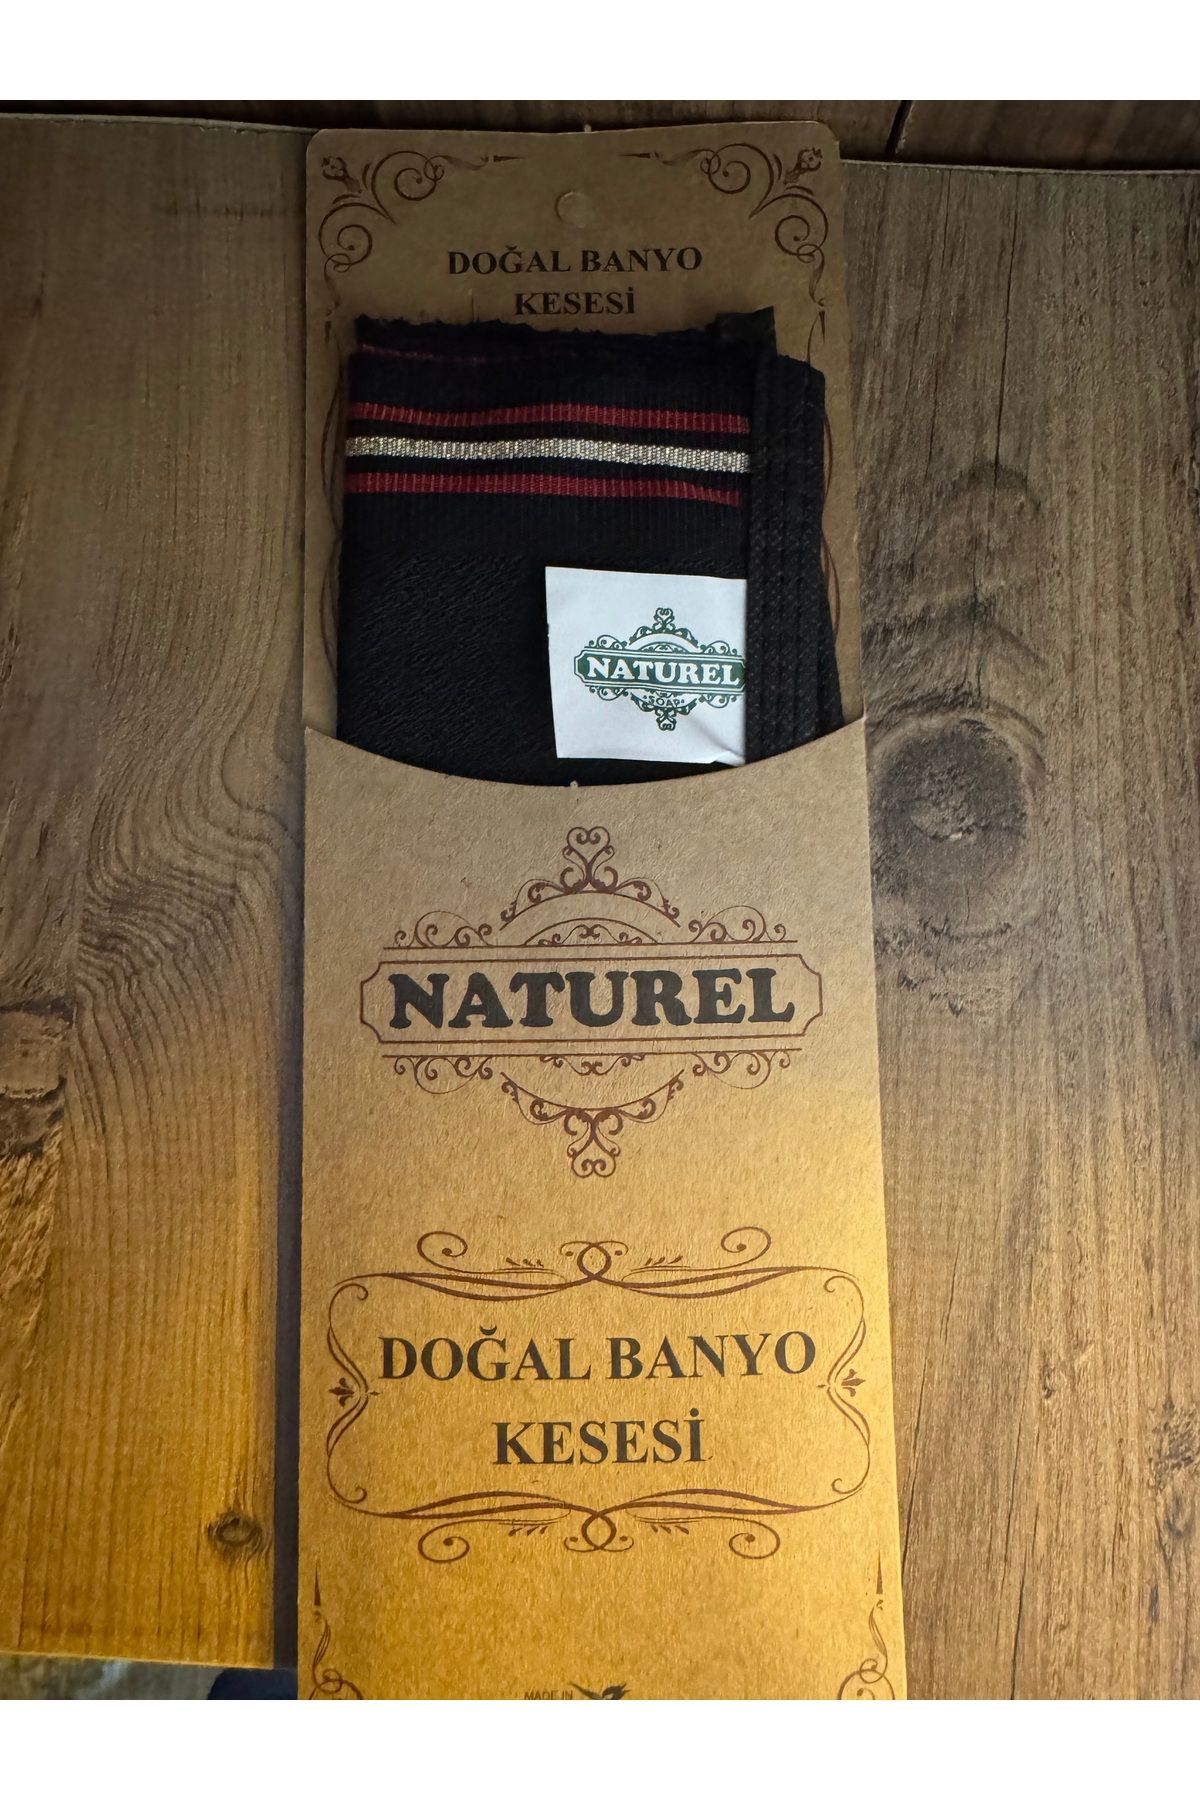 DOĞAL BANYO
KESESİ
NATUREL
SOAP
NATUREL
DOĞAL BANYO
KESESİ
MADE IN